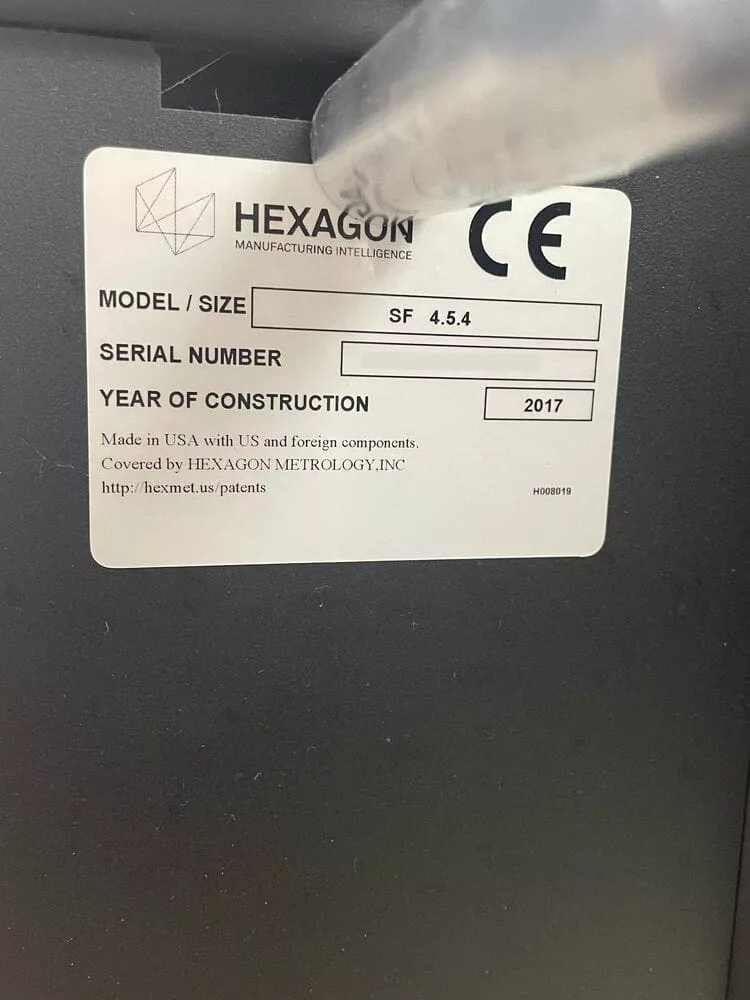 HEXAGON
MANUFACTURING INTELLIGENCE
CE
MODEL / SIZE SF 4.5.4
SERIAL NUMBER
YEAR OF CONSTRUCTION 2017
Made in USA with US and foreign components.
Covered by HEXAGON METROLOGY,INC
http://hexmet.us/patents
H008019